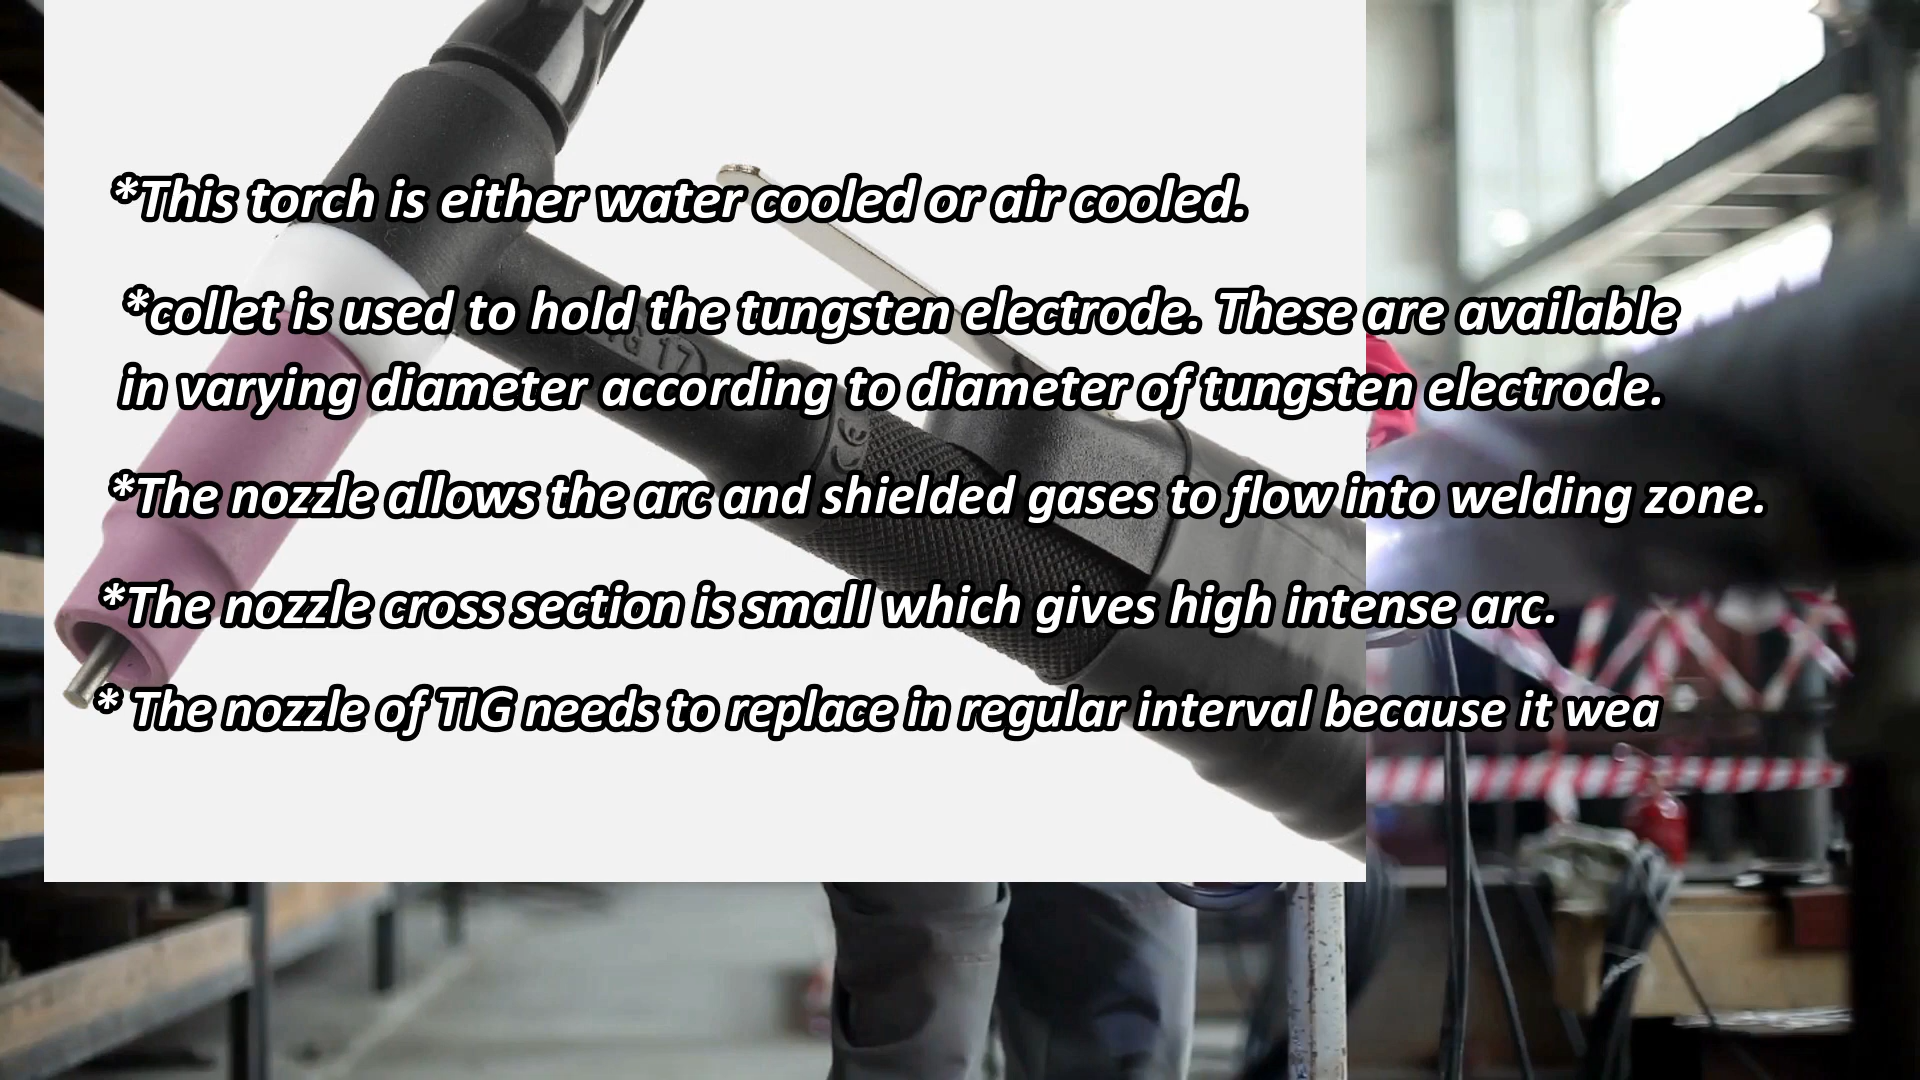 *This torch is either water cooled or air cooled.
*collet is used to hold the tungsten electrode. These are available
in varying diameter according to diameter of tungsten electrode.
*The nozzle allows the arc and shielded gases to flow into welding zone.
*The nozzle cross section is small which gives high intense arc.
* The nozzle of TIG needs to replace in regular interval because it wea
17
CE